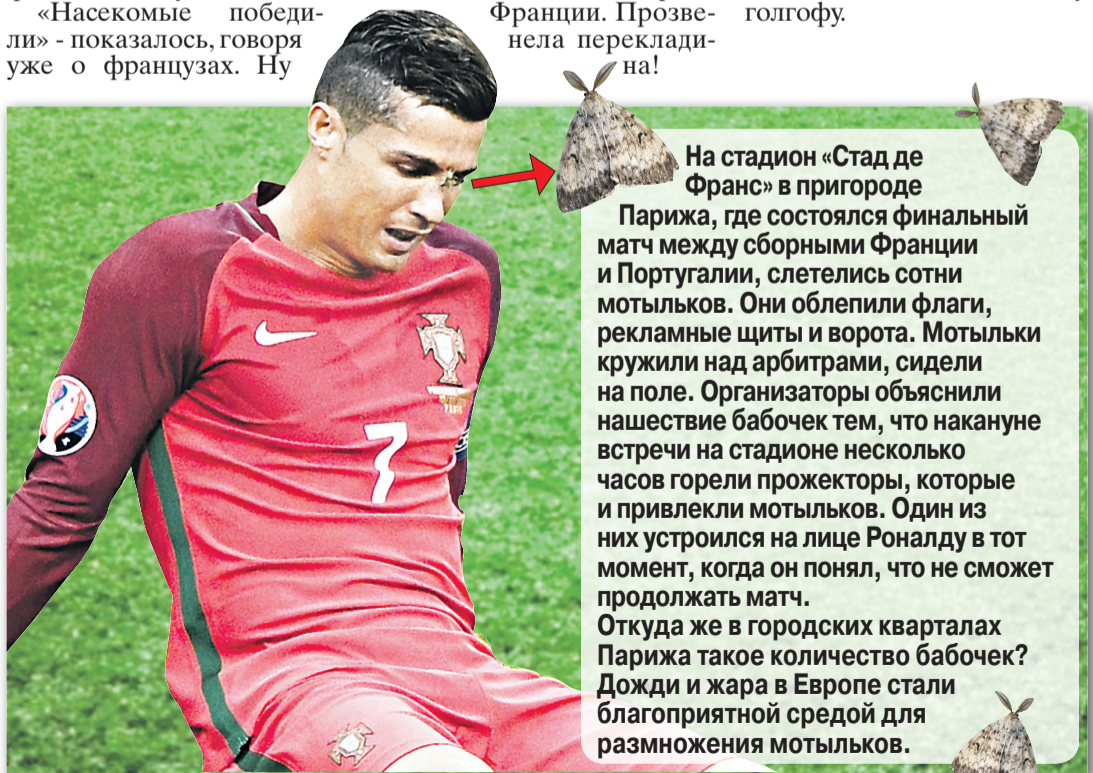 «Насекомые победи-
ли» - показалось, говоря
уже о французах. Ну
Франции. Прозве-
нела переклади-
на!
голгофу.
На стадион «Стад де
Франс» в пригороде
Парижа, где состоялся финальный
матч между сборными Франции
и Португалии, слетелись сотни
мотыльков. Они облепили флаги,
рекламные щиты и ворота. Мотыльки
кружили над арбитрами, сидели
на поле. Организаторы объяснили
нашествие бабочек тем, что накануне
встречи на стадионе несколько
часов горели прожекторы, которые
и привлекли мотыльков. Один из
них устроился на лице Роналду в тот
момент, когда он понял, что не сможет
продолжать матч.
Откуда же в городских кварталах
Парижа такое количество бабочек?
Дожди и жара в Европе стали
благоприятной средой для
размножения мотыльков.
7